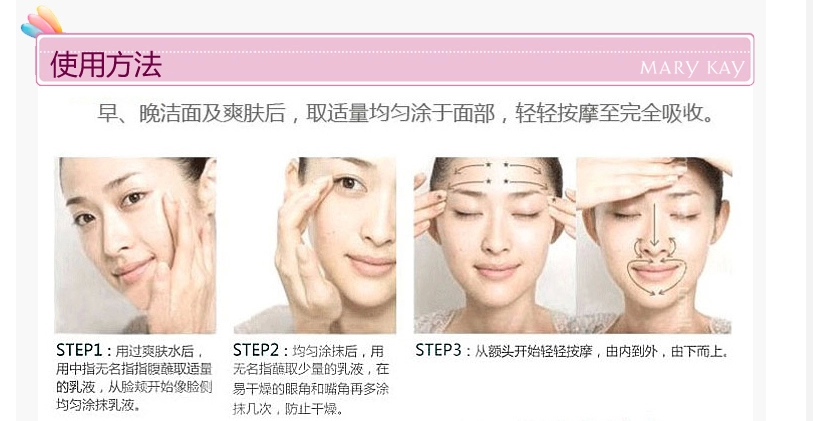 使用方法
MARY KAY
早、晚洁面及爽肤后，取适量均匀涂于面部，轻轻按摩至完全吸收。
STEP1：用过爽肤水后，
用中指无名指指腹蘸取适量
的乳液，从脸颊开始像脸侧
均匀涂抹乳液。
STEP2：均匀涂抹后，用
无名指蘸取少量的乳液，在
易干燥的眼角和嘴角再多涂
抹几次，防止干燥。
STEP3：从额头开始轻轻按摩，由内到外，由下而上。